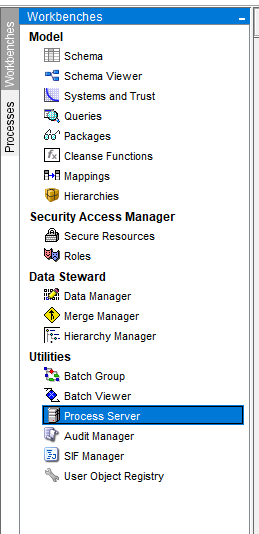 Workbenches
Workbenches
Processes
Model
Schema
Schema Viewer
Systems and Trust
Queries
Packages
fx
Cleanse Functions
Mappings
Hierarchies
Security Access Manager
Secure Resources
Roles
Data Steward
Data Manager
Merge Manager
Hierarchy Manager
Utilities
Batch Group
Batch Viewer
Process Server
Audit Manager
SIF Manager
User Object Registry